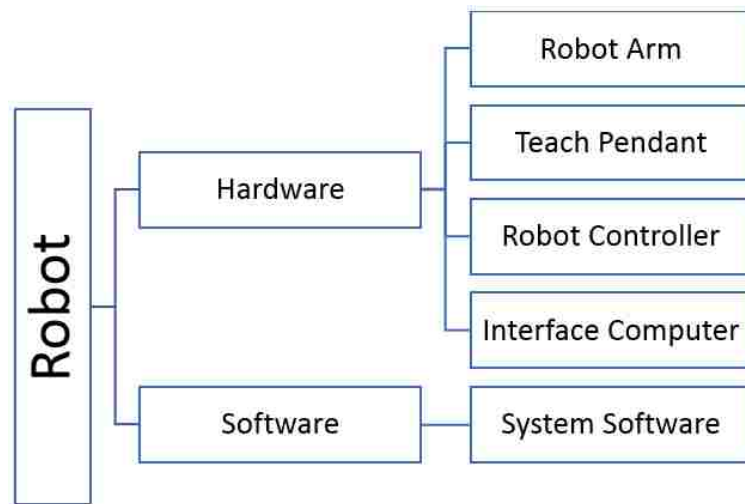 Robot
Hardware
Robot Arm
Teach Pendant
Robot Controller
Interface Computer
Software
System Software